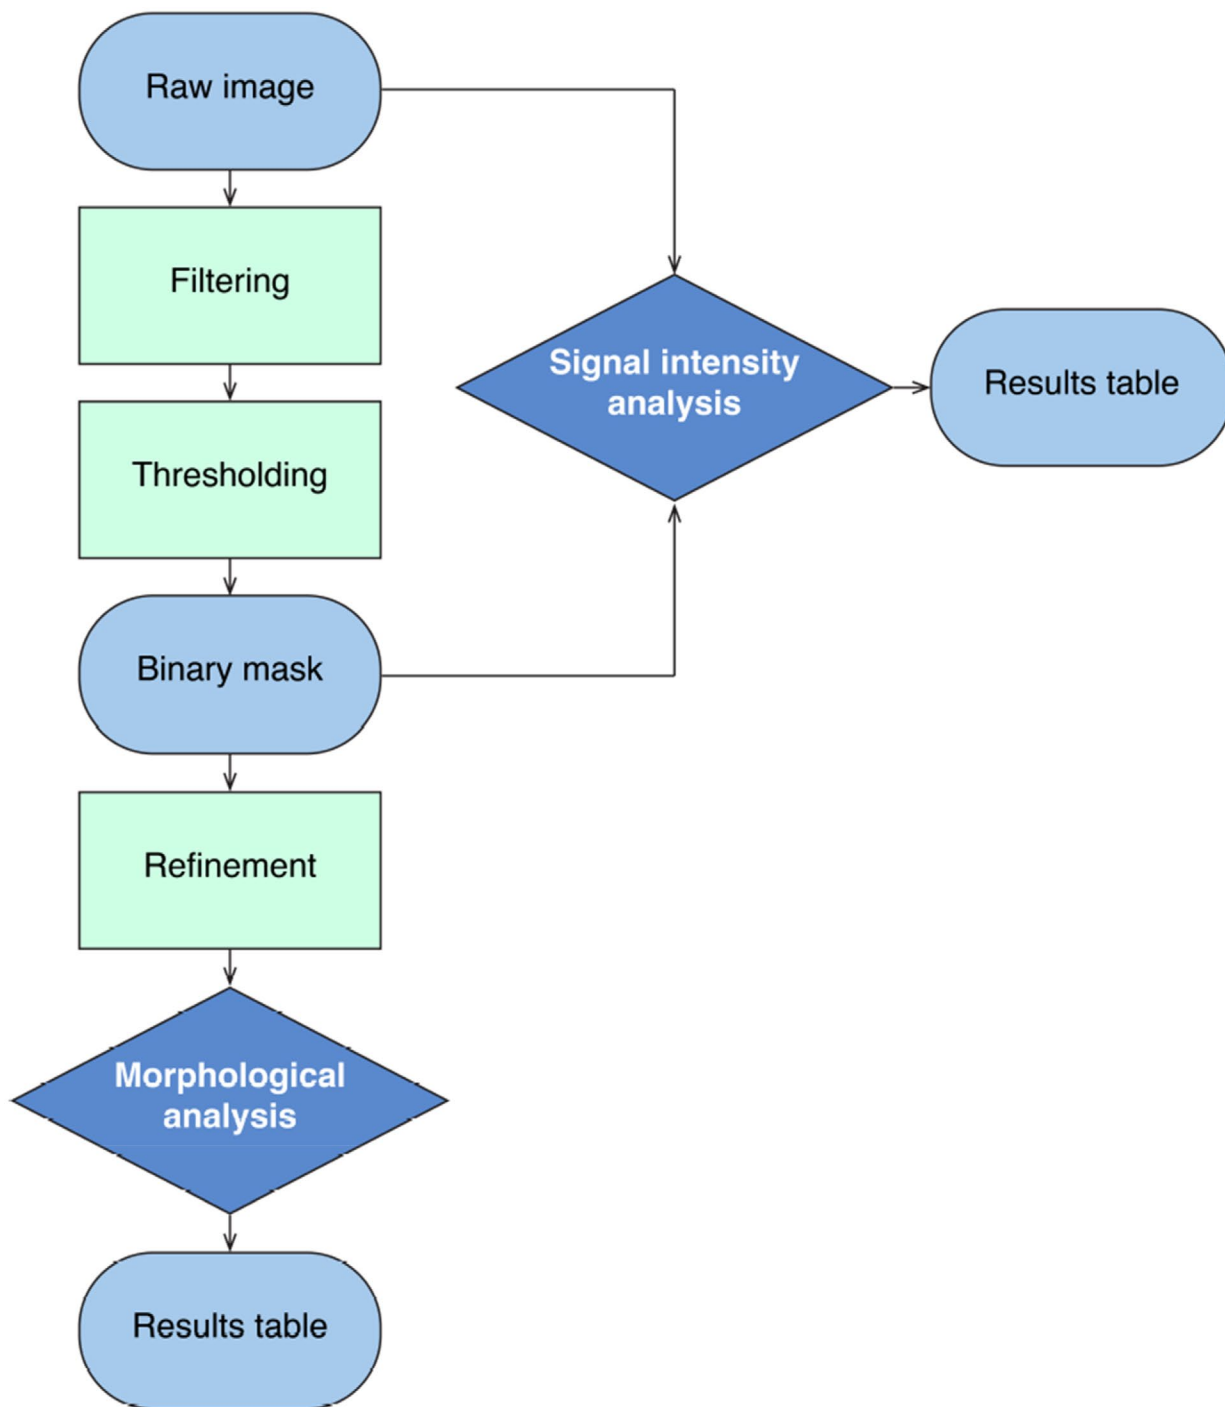 Raw image
Filtering
Signal intensity
analysis
Results table
Thresholding
Binary mask
Refinement
Morphological
analysis
Results table